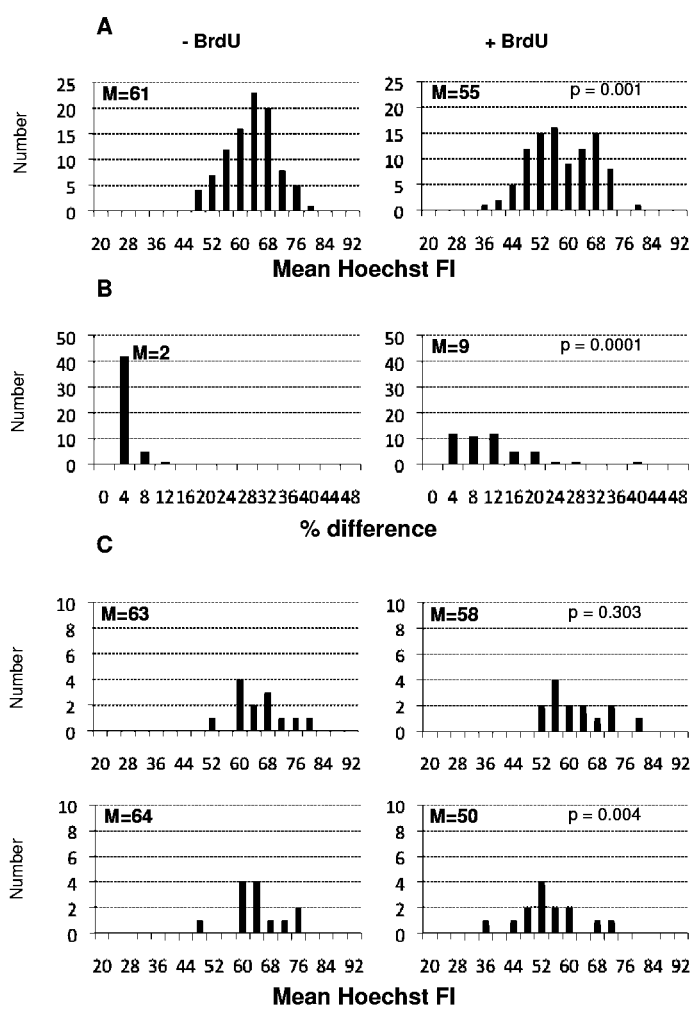 A
- BrdU + BrdU
Number
25 20 15 10 5 0
M=61
20 28 36 44 52 60 68 76 84 92
25 20 15 10 5 0
M=55 p = 0.001
20 28 36 44 52 60 68 76 84 92
Mean Hoechst FI
B
Number
50 40 30 20 10 0
M=2
0 4 8 12 16 20 24 28 32 36 40 44 48
50 40 30 20 10 0
M=9 p = 0.0001
0 4 8 12 16 20 24 28 32 36 40 44 48
% difference
C
Number
10 8 6 4 2 0
M=63
20 28 36 44 52 60 68 76 84 92
10 8 6 4 2 0
M=58 p = 0.303
20 28 36 44 52 60 68 76 84 92
Number
10 8 6 4 2 0
M=64
20 28 36 44 52 60 68 76 84 92
10 8 6 4 2 0
M=50 p = 0.004
20 28 36 44 52 60 68 76 84 92
Mean Hoechst FI